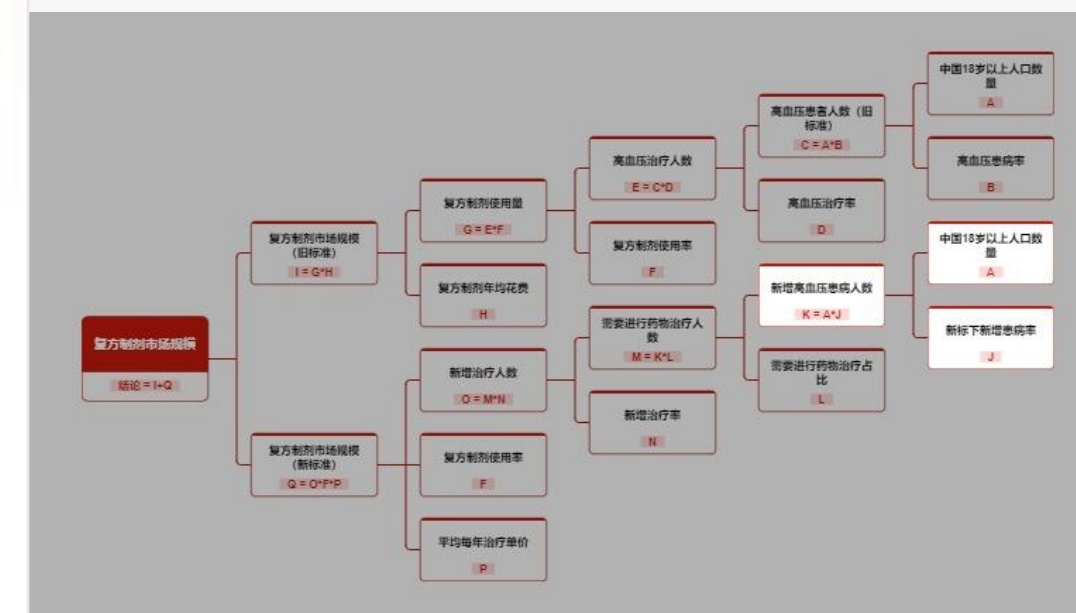 中国18岁以上人口数
量
A
高血压患者人数（旧
标准）
C = A*B
高血压治疗人数
E = C*D
高血压患病率
B
复方制剂使用量
G = E*F
高血压治疗率
D
复方制剂市场规模
（旧标准）
I = G*H
复方制剂使用率
F
中国18岁以上人口数
量
A
复方制剂年均花费
H
新增高血压患病人数
K = A*J
需要进行药物治疗人
数
M = K*L
新标下新增患病率
J
复方制剂市场规模
结论 = I+Q
新增治疗人数
O = M*N
需要进行药物治疗占
比
L
新增治疗率
N
复方制剂市场规模
（新标准）
Q = O*F*P
复方制剂使用率
F
平均每年治疗单价
P